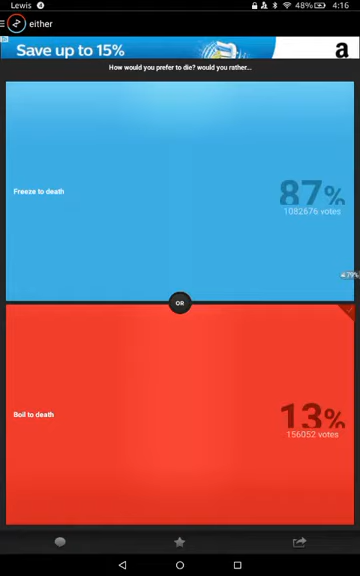 Lewis
48%
4:16
either
Save up to 15%
a
How would you prefer to die? would you rather...
Freeze to death
87%
1082676 votes
79%
OR
Boil to death
13%
156052 votes